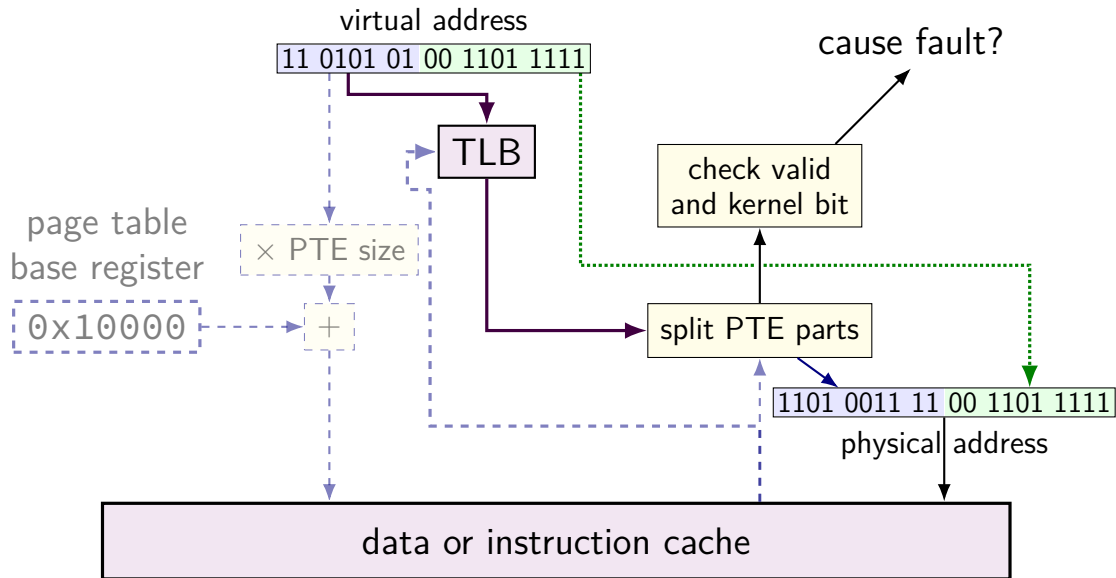 virtual address
11 0101 01 00 1101 1111
cause fault?
TLB
check valid
and kernel bit
page table
base register
× PTE size
0x10000
+
split PTE parts
1101 0011 11 00 1101 1111
physical address
data or instruction cache